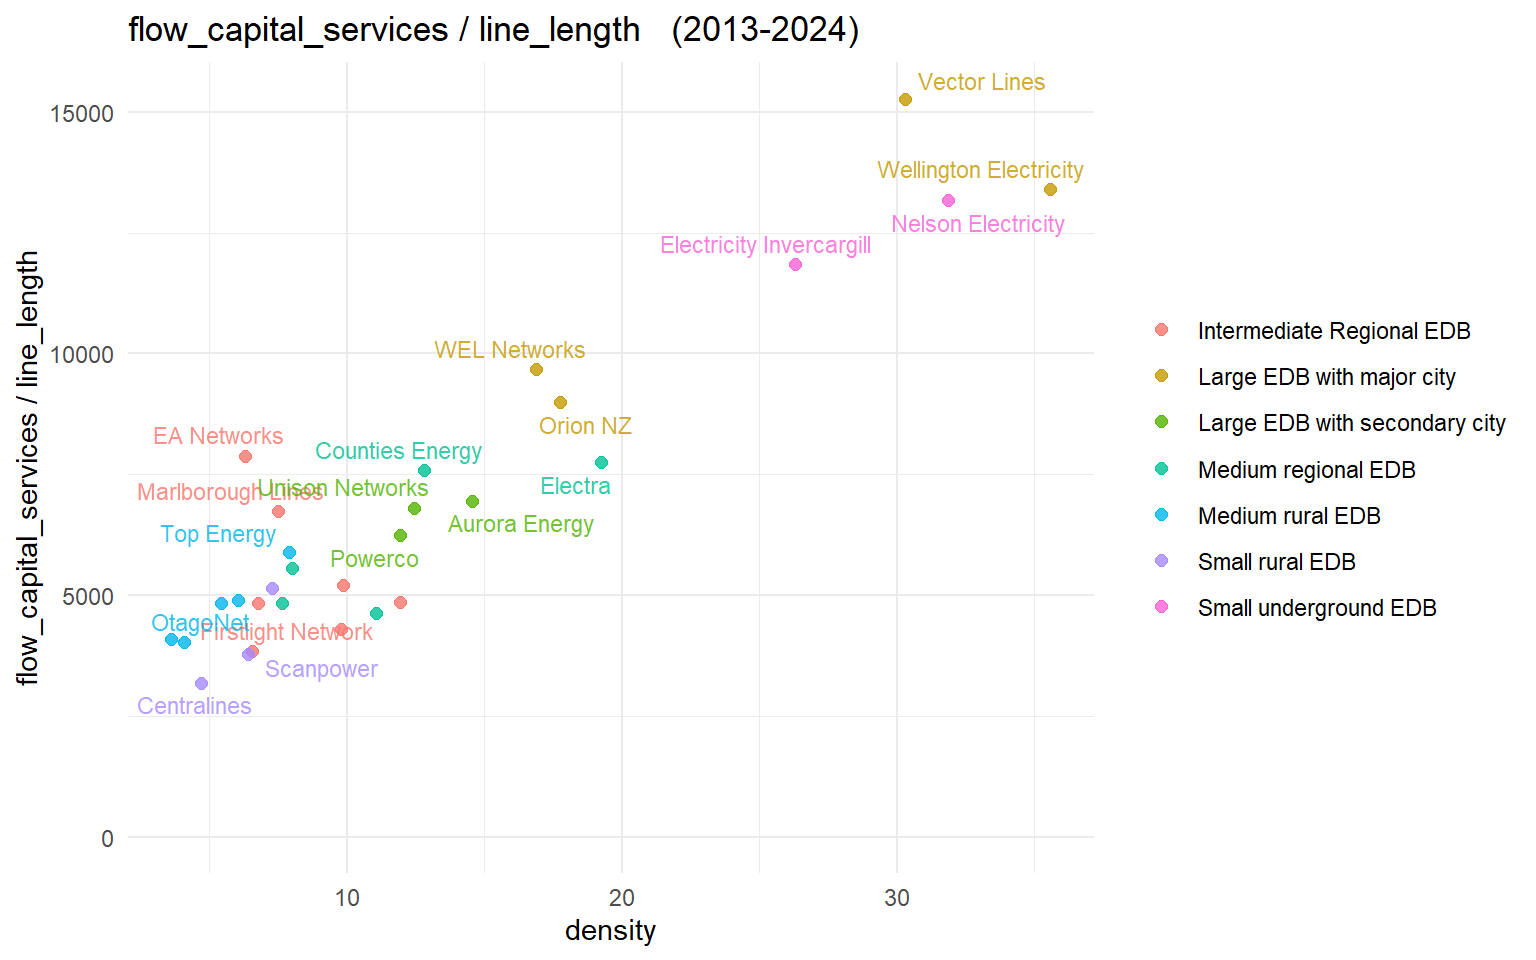 flow_capital_services / line_length (2013-2024)
flow_capital_services / line_length
15000
10000
5000
0
Vector Lines
Wellington Electricity
Nelson Electricity
Electricity Invercargill
WEL Networks
Orion NZ
EA Networks
Counties Energy
Electra
Marlborough Lines
Unison Networks
Aurora Energy
Top Energy
Powerco
OtagoNet
Firstlight Network
Scanpower
Centralines
10
20
30
density
Intermediate Regional EDB
Large EDB with major city
Large EDB with secondary city
Medium regional EDB
Medium rural EDB
Small rural EDB
Small underground EDB